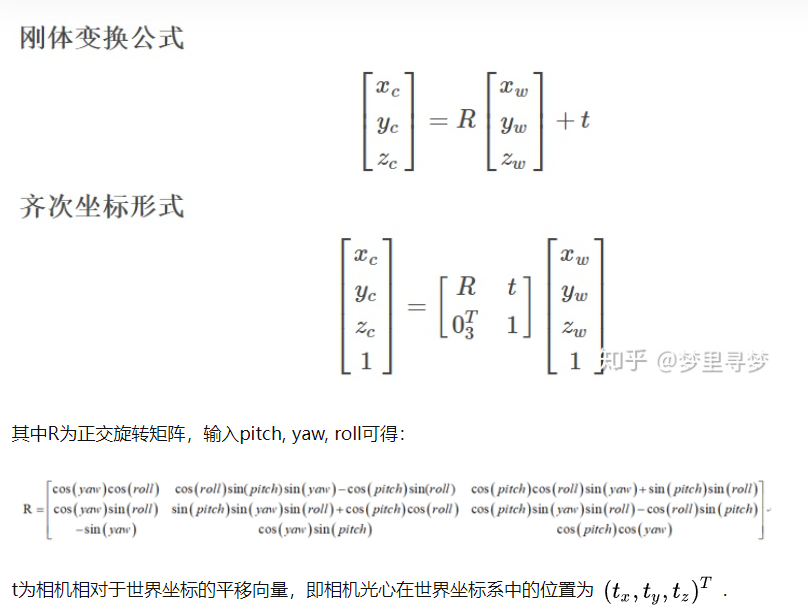 刚体变换公式
$$\begin{bmatrix} x_c \\ y_c \\ z_c \end{bmatrix} = R \begin{bmatrix} x_w \\ y_w \\ z_w \end{bmatrix} + t$$
齐次坐标形式
$$\begin{bmatrix} x_c \\ y_c \\ z_c \\ 1 \end{bmatrix} = \begin{bmatrix} R & t \\ 0_3^T & 1 \end{bmatrix} \begin{bmatrix} x_w \\ y_w \\ z_w \\ 1 \end{bmatrix}$$
知乎 @梦里寻梦
其中R为正交旋转矩阵，输入pitch, yaw, roll可得：
$$R = \begin{bmatrix} \cos(yaw)\cos(roll) & \cos(roll)\sin(pitch)\sin(yaw)-\cos(pitch)\sin(roll) & \cos(pitch)\cos(roll)\sin(yaw)+\sin(pitch)\sin(roll) \\ \cos(yaw)\sin(roll) & \sin(pitch)\sin(yaw)\sin(roll)+\cos(pitch)\cos(roll) & \cos(pitch)\sin(yaw)\sin(roll)-\cos(roll)\sin(pitch) \\ -\sin(yaw) & \cos(yaw)\sin(pitch) & \cos(pitch)\cos(yaw) \end{bmatrix}$$
t为相机相对于世界坐标的平移向量，即相机光心在世界坐标系中的位置为 $(t_x, t_y, t_z)^T$ .